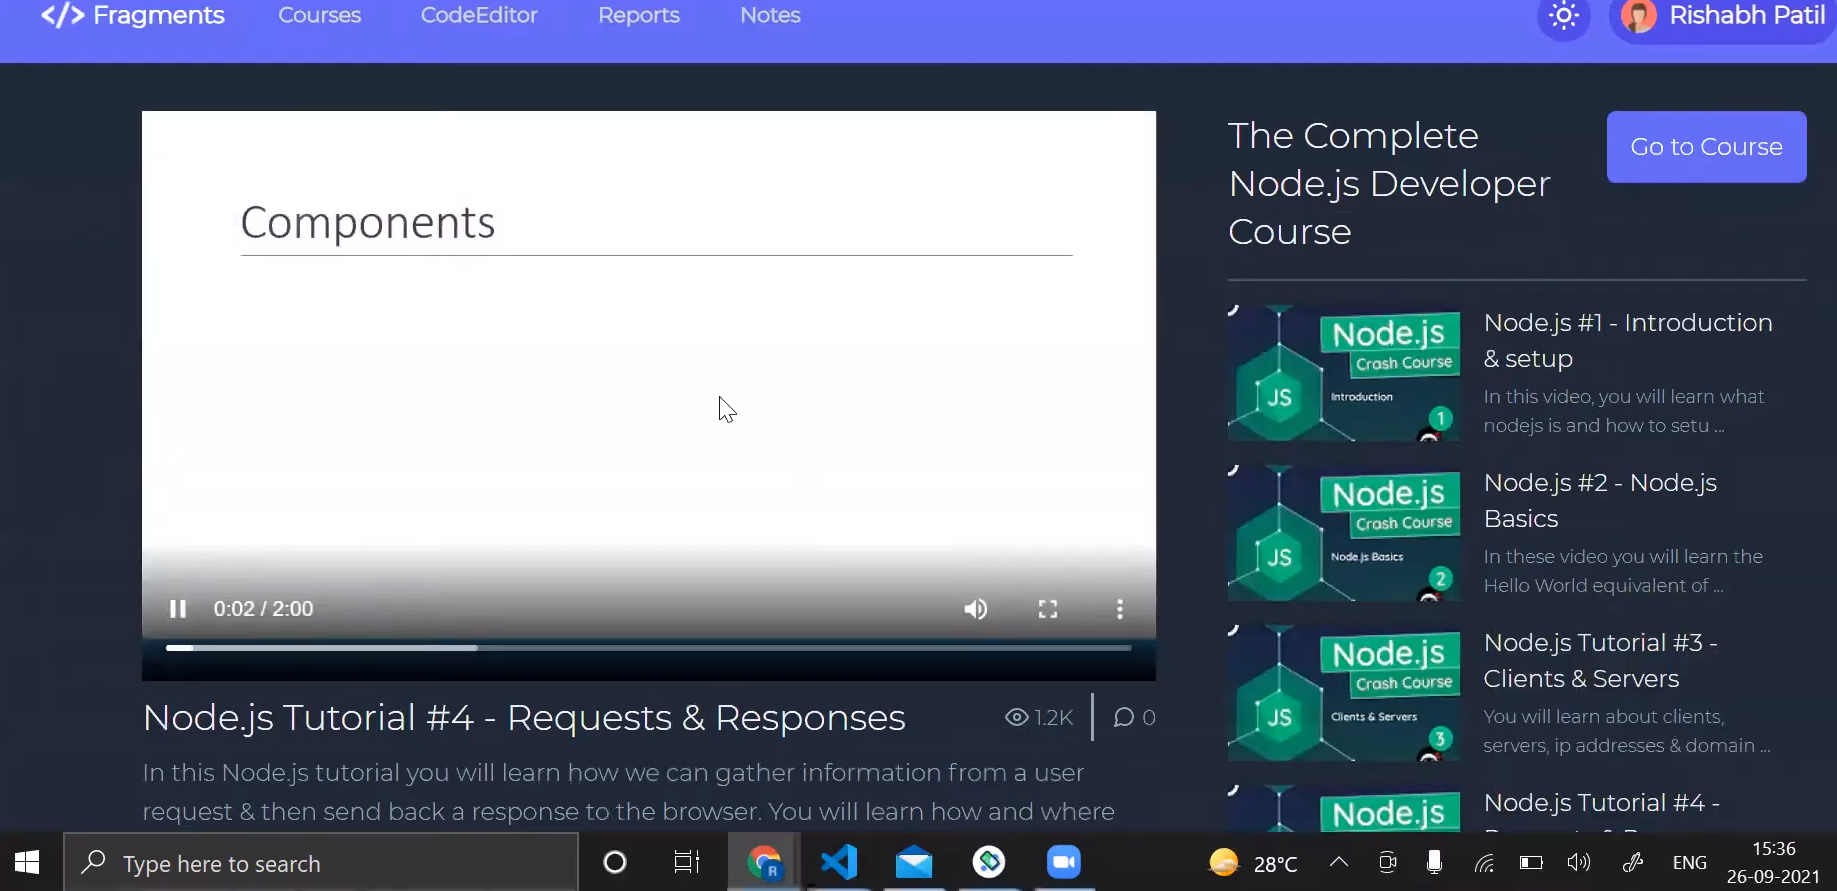 </> Fragments
Courses
CodeEditor
Reports
Notes
Rishabh Patil
Components
0:02 / 2:00
Node.js Tutorial #4 - Requests & Responses
1.2K
0
In this Node.js tutorial you will learn how we can gather information from a user
request & then send back a response to the browser. You will learn how and where
The Complete
Node.js Developer
Course
Go to Course
Node.js
Crash Course
JS
Introduction
1
Node.js #1 - Introduction
& setup
In this video, you will learn what
nodejs is and how to setu ...
Node.js
Crash Course
JS
Node.js Basics
2
Node.js #2 - Node.js
Basics
In these video you will learn the
Hello World equivalent of ...
Node.js
Crash Course
JS
Clients & Servers
3
Node.js Tutorial #3 -
Clients & Servers
You will learn about clients,
servers, ip addresses & domain ...
Node.js
Node.js Tutorial #4 -
Type here to search
R
28°C
ENG
15:36
26-09-2021